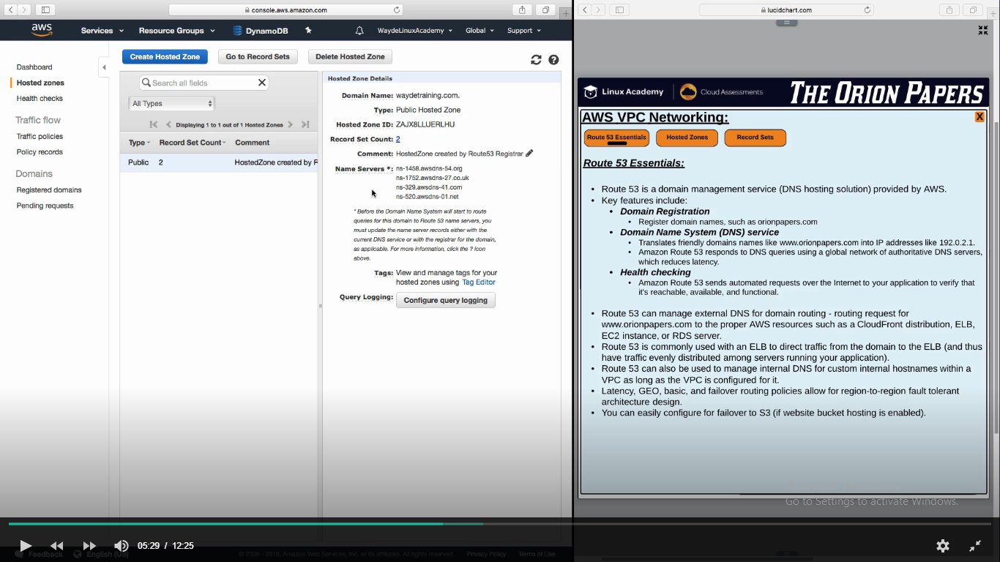 console.aws.amazon.com
aws
Services
Resource Groups
DynamoDB
WaydeLinuxAcademy
Global
Support
Dashboard
Hosted zones
Health checks
Traffic flow
Traffic policies
Policy records
Domains
Registered domains
Pending requests
Create Hosted Zone
Go to Record Sets
Delete Hosted Zone
Search all fields
All Types
Displaying 1 to 1 out of 1 Hosted Zones
Type
Record Set Count
Comment
Public
2
HostedZone created by R
Hosted Zone Details
Domain Name: waydetraining.com.
Type: Public Hosted Zone
Hosted Zone ID: ZAJX8LLUERLHU
Record Set Count: 2
Comment: HostedZone created by Route53 Registrar
Name Servers *: ns-1458.awsdns-54.org
ns-1752.awsdns-27.co.uk
ns-329.awsdns-41.com
ns-520.awsdns-01.net
* Before the Domain Name System will start to route
queries for this domain to Route 53 name servers, you
must update the name server records either with the
current DNS service or with the registrar for the domain,
as applicable. For more information, click the ? icon
above.
Tags: View and manage tags for your
hosted zones using Tag Editor
Query Logging: Configure query logging
Feedback
English (US)
© 2008 - 2018, Amazon Web Services, Inc. or its affiliates. All rights reserved.
Privacy Policy
Terms of Use
05:29 / 12:25
lucidchart.com
Linux Academy
Cloud Assessments
THE ORION PAPERS
AWS VPC Networking:
X
Route 53 Essentials
Hosted Zones
Record Sets
Route 53 Essentials:
• Route 53 is a domain management service (DNS hosting solution) provided by AWS.
• Key features include:
• Domain Registration
• Register domain names, such as orionpapers.com
• Domain Name System (DNS) service
• Translates friendly domains names like www.orionpapers.com into IP addresses like 192.0.2.1.
• Amazon Route 53 responds to DNS queries using a global network of authoritative DNS servers,
which reduces latency.
• Health checking
• Amazon Route 53 sends automated requests over the Internet to your application to verify that
it's reachable, available, and functional.
• Route 53 can manage external DNS for domain routing - routing request for
www.orionpapers.com to the proper AWS resources such as a CloudFront distribution, ELB,
EC2 instance, or RDS server.
• Route 53 is commonly used with an ELB to direct traffic from the domain to the ELB (and thus
have traffic evenly distributed among servers running your application).
• Route 53 can also be used to manage internal DNS for custom internal hostnames within a
VPC as long as the VPC is configured for it.
• Latency, GEO, basic, and failover routing policies allow for region-to-region fault tolerant
architecture design.
• You can easily configure for failover to S3 (if website bucket hosting is enabled).
Go to Settings to activate Windows.